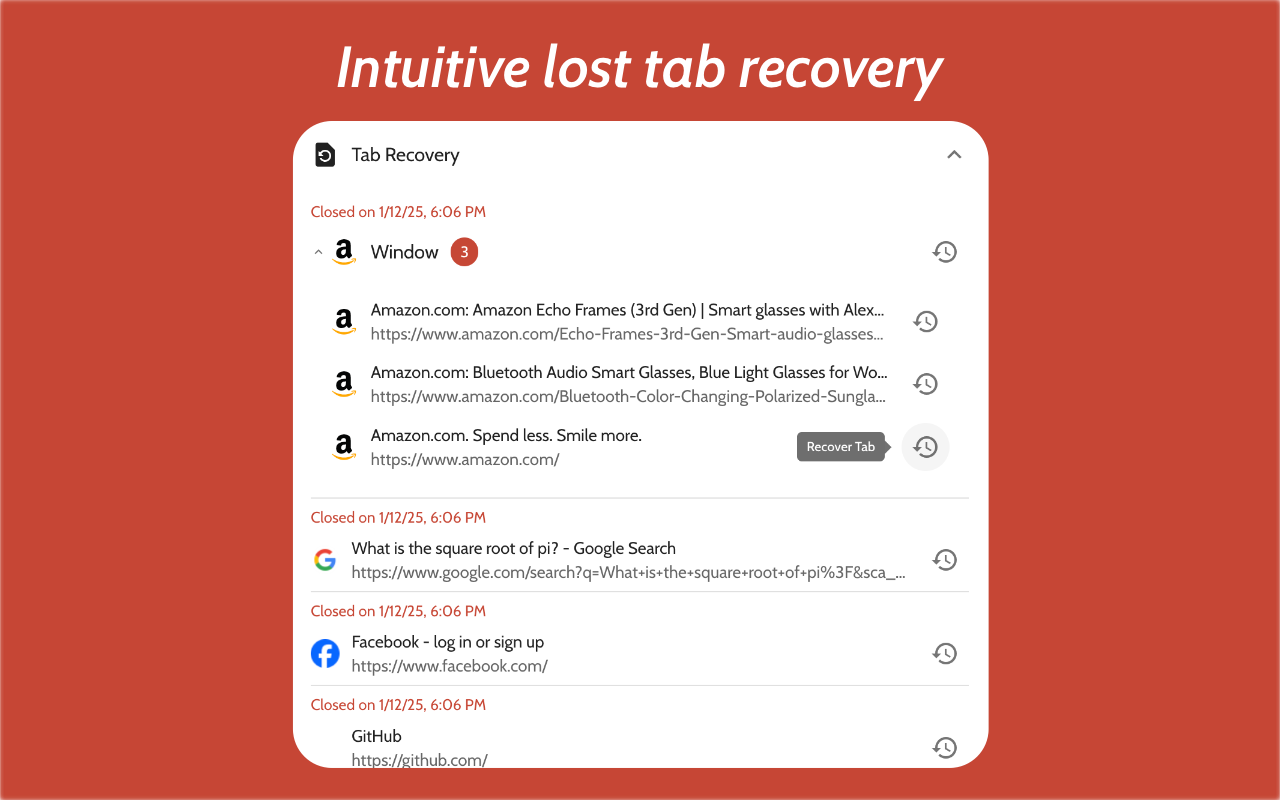 Intuitive lost tab recovery
Tab Recovery
Closed on 1/12/25, 6:06 PM
Window 3
Amazon.com: Amazon Echo Frames (3rd Gen) | Smart glasses with Alex...
https://www.amazon.com/Echo-Frames-3rd-Gen-Smart-audio-glasses...
Amazon.com: Bluetooth Audio Smart Glasses, Blue Light Glasses for Wo...
https://www.amazon.com/Bluetooth-Color-Changing-Polarized-Sungla...
Amazon.com. Spend less. Smile more.
https://www.amazon.com/
Recover Tab
Closed on 1/12/25, 6:06 PM
What is the square root of pi? - Google Search
https://www.google.com/search?q=What+is+the+square+root+of+pi%3F&sca_...
Closed on 1/12/25, 6:06 PM
Facebook - log in or sign up
https://www.facebook.com/
Closed on 1/12/25, 6:06 PM
GitHub
https://github.com/